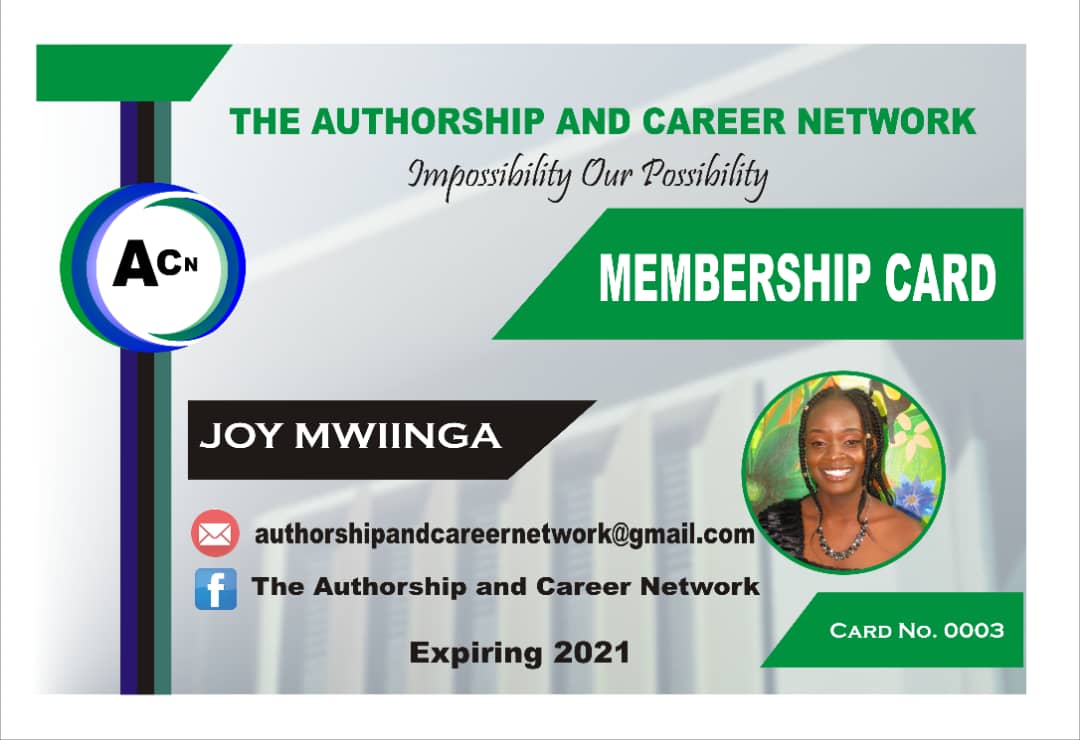 THE AUTHORSHIP AND CAREER NETWORK
Impossibility Our Possibility
ACN
MEMBERSHIP CARD
JOY MWIINGA
authorshipandcareernetwork@gmail.com
f The Authorship and Career Network
Expiring 2021
CARD NO. 0003